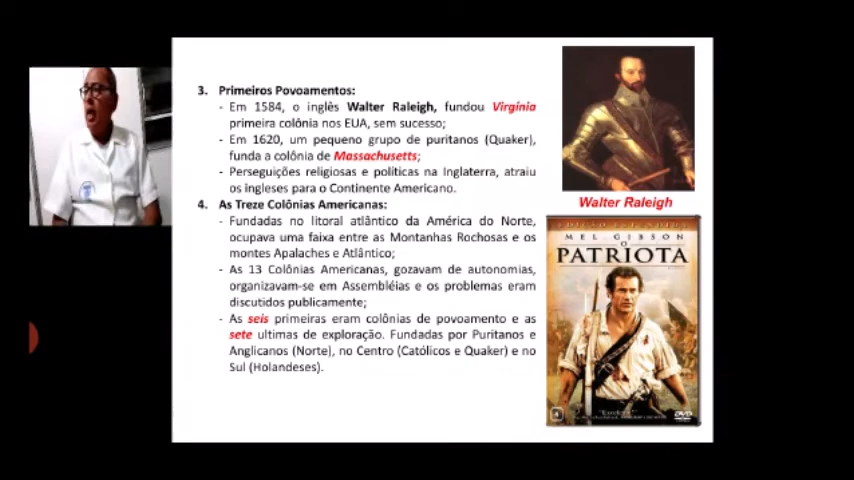 3. Primeiros Povoamentos:
- Em 1584, o inglês Walter Raleigh, fundou Virgínia
primeira colônia nos EUA, sem sucesso;
- Em 1620, um pequeno grupo de puritanos (Quaker),
funda a colônia de Massachusetts;
- Perseguições religiosas e políticas na Inglaterra, atraiu
os ingleses para o Continente Americano.
4. As Treze Colônias Americanas:
- Fundadas no litoral atlântico da América do Norte,
ocupava uma faixa entre as Montanhas Rochosas e os
montes Apalaches e Atlântico;
- As 13 Colônias Americanas, gozavam de autonomias,
organizavam-se em Assembléias e os problemas eram
discutidos publicamente;
- As seis primeiras eram colônias de povoamento e as
sete ultimas de exploração. Fundadas por Puritanos e
Anglicanos (Norte), no Centro (Católicos e Quaker) e no
Sul (Holandeses).
Walter Raleigh
MEL GIBSON
O
PATRIOTA
DVD